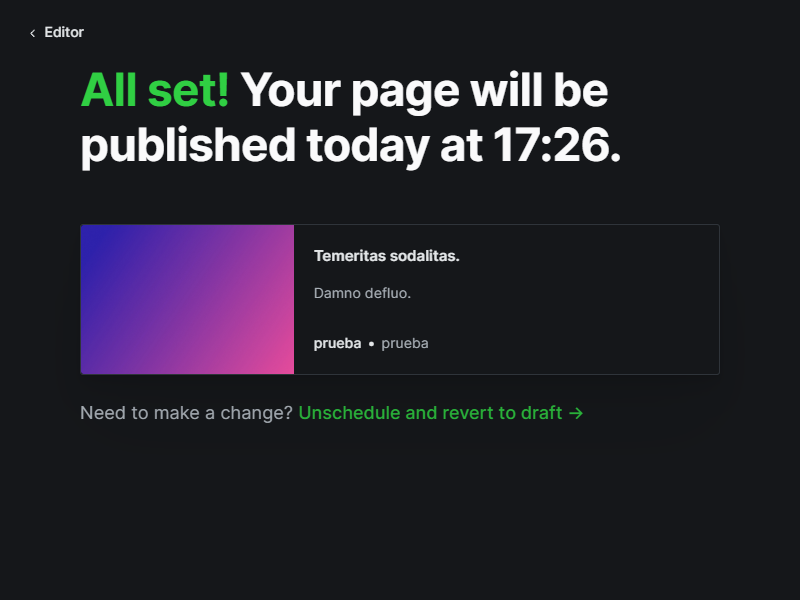 Editor
All set! Your page will be
published today at 17:26.
Temeritas sodalitas.
Damno defluo.
prueba • prueba
Need to make a change? Unschedule and revert to draft →